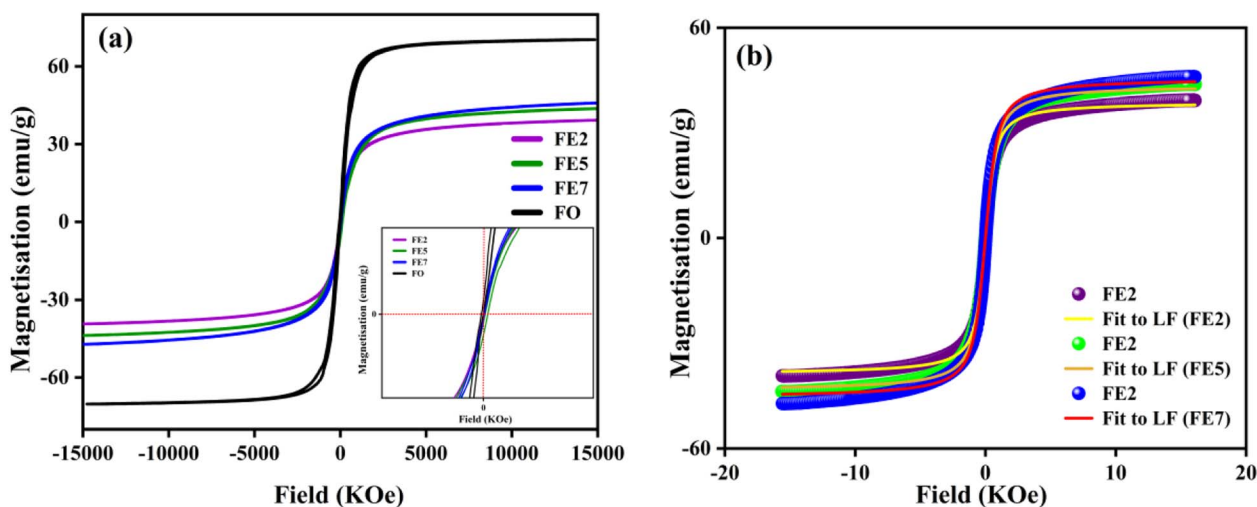 (a)
Magnetisation (emu/g)
60
30
0
-30
-60
FE2
FE5
FE7
FO
FE2
FE5
FE7
FO
Magnetisation (emu/g)
0
0
Field (KOe)
-15000 -10000 -5000 0 5000 10000 15000
Field (KOe)
(b)
Magnetisation (emu/g)
60
0
-60
FE2
Fit to LF (FE2)
FE2
Fit to LF (FE5)
FE2
Fit to LF (FE7)
-20 -10 0 10 20
Field (KOe)